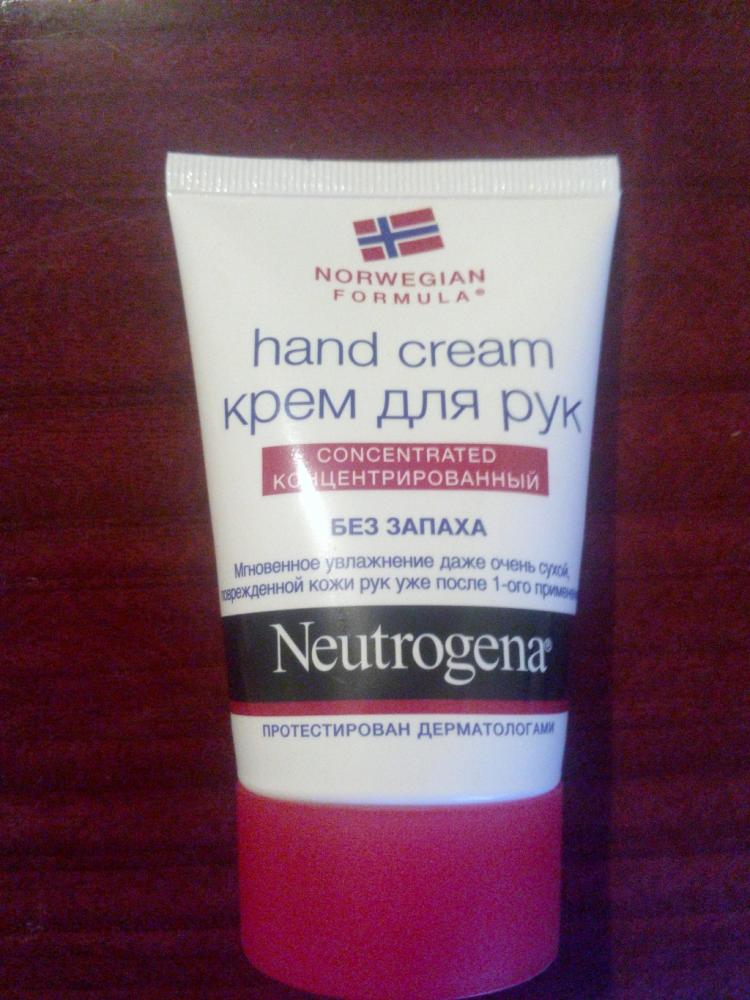 NORWEGIAN
FORMULA®
hand cream
крем для рук
CONCENTRATED
КОНЦЕНТРИРОВАННЫЙ
БЕЗ ЗАПАХА
Мгновенное увлажнение даже очень сухой,
кожи рук уже после 1-ого
Neutrogena®
ПРОТЕСТИРОВАН ДЕРМАТОЛОГАМИ